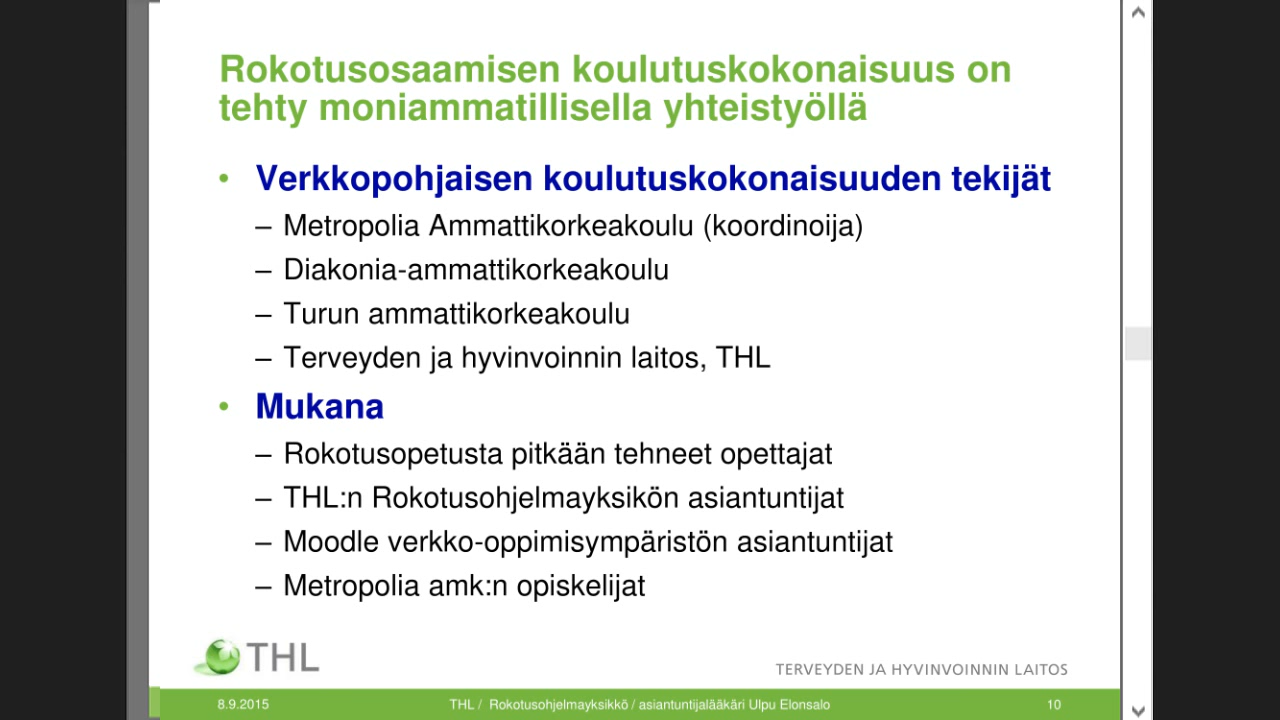 Rokotusosaamisen koulutuskokonaisuus on
tehty moniammatillisella yhteistyöllä
• Verkkopohjaisen koulutuskokonaisuuden tekijät
– Metropolia Ammattikorkeakoulu (koordinoija)
– Diakonia-ammattikorkeakoulu
– Turun ammattikorkeakoulu
– Terveyden ja hyvinvoinnin laitos, THL
• Mukana
– Rokotusopetusta pitkään tehneet opettajat
– THL:n Rokotusohjelmayksikön asiantuntijat
– Moodle verkko-oppimisympäristön asiantuntijat
– Metropolia amk:n opiskelijat
THL
TERVEYDEN JA HYVINVOINNIN LAITOS
8.9.2015 THL / Rokotusohjelmayksikkö / asiantuntijalääkäri Ulpu Elonsalo 10